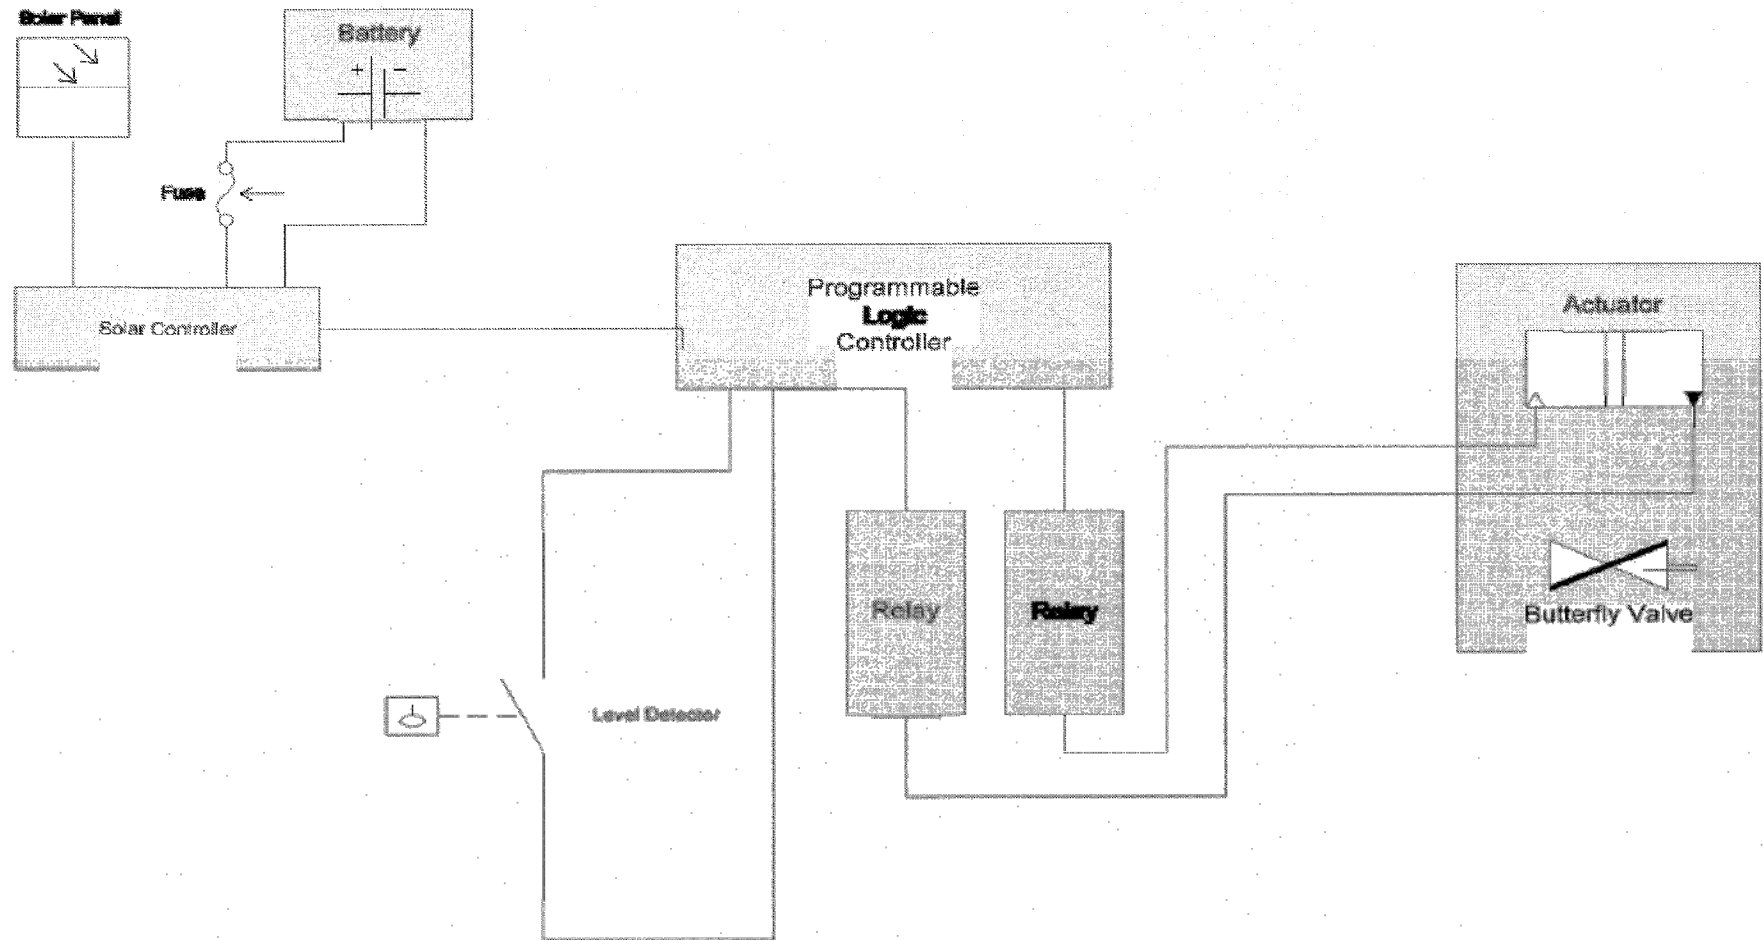 Solar Panel
Battery
+ −
Fuse
Solar Controller
Programmable
Logic
Controller
Actuator
Relay
Relay
Butterfly Valve
Level Detector